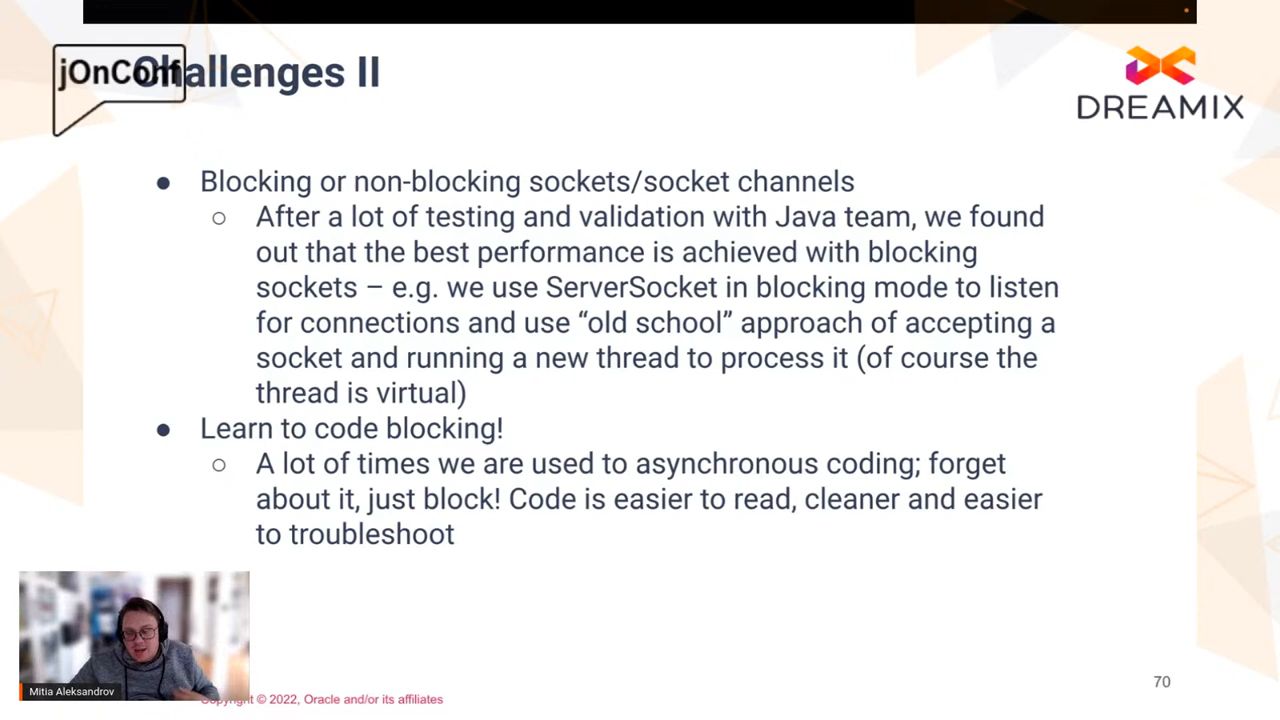 jOnConf
Challenges II
DREAMIX
● Blocking or non-blocking sockets/socket channels
○ After a lot of testing and validation with Java team, we found
out that the best performance is achieved with blocking
sockets – e.g. we use ServerSocket in blocking mode to listen
for connections and use “old school” approach of accepting a
socket and running a new thread to process it (of course the
thread is virtual)
● Learn to code blocking!
○ A lot of times we are used to asynchronous coding; forget
about it, just block! Code is easier to read, cleaner and easier
to troubleshoot
Mitia Aleksandrov
Copyright © 2022, Oracle and/or its affiliates
70